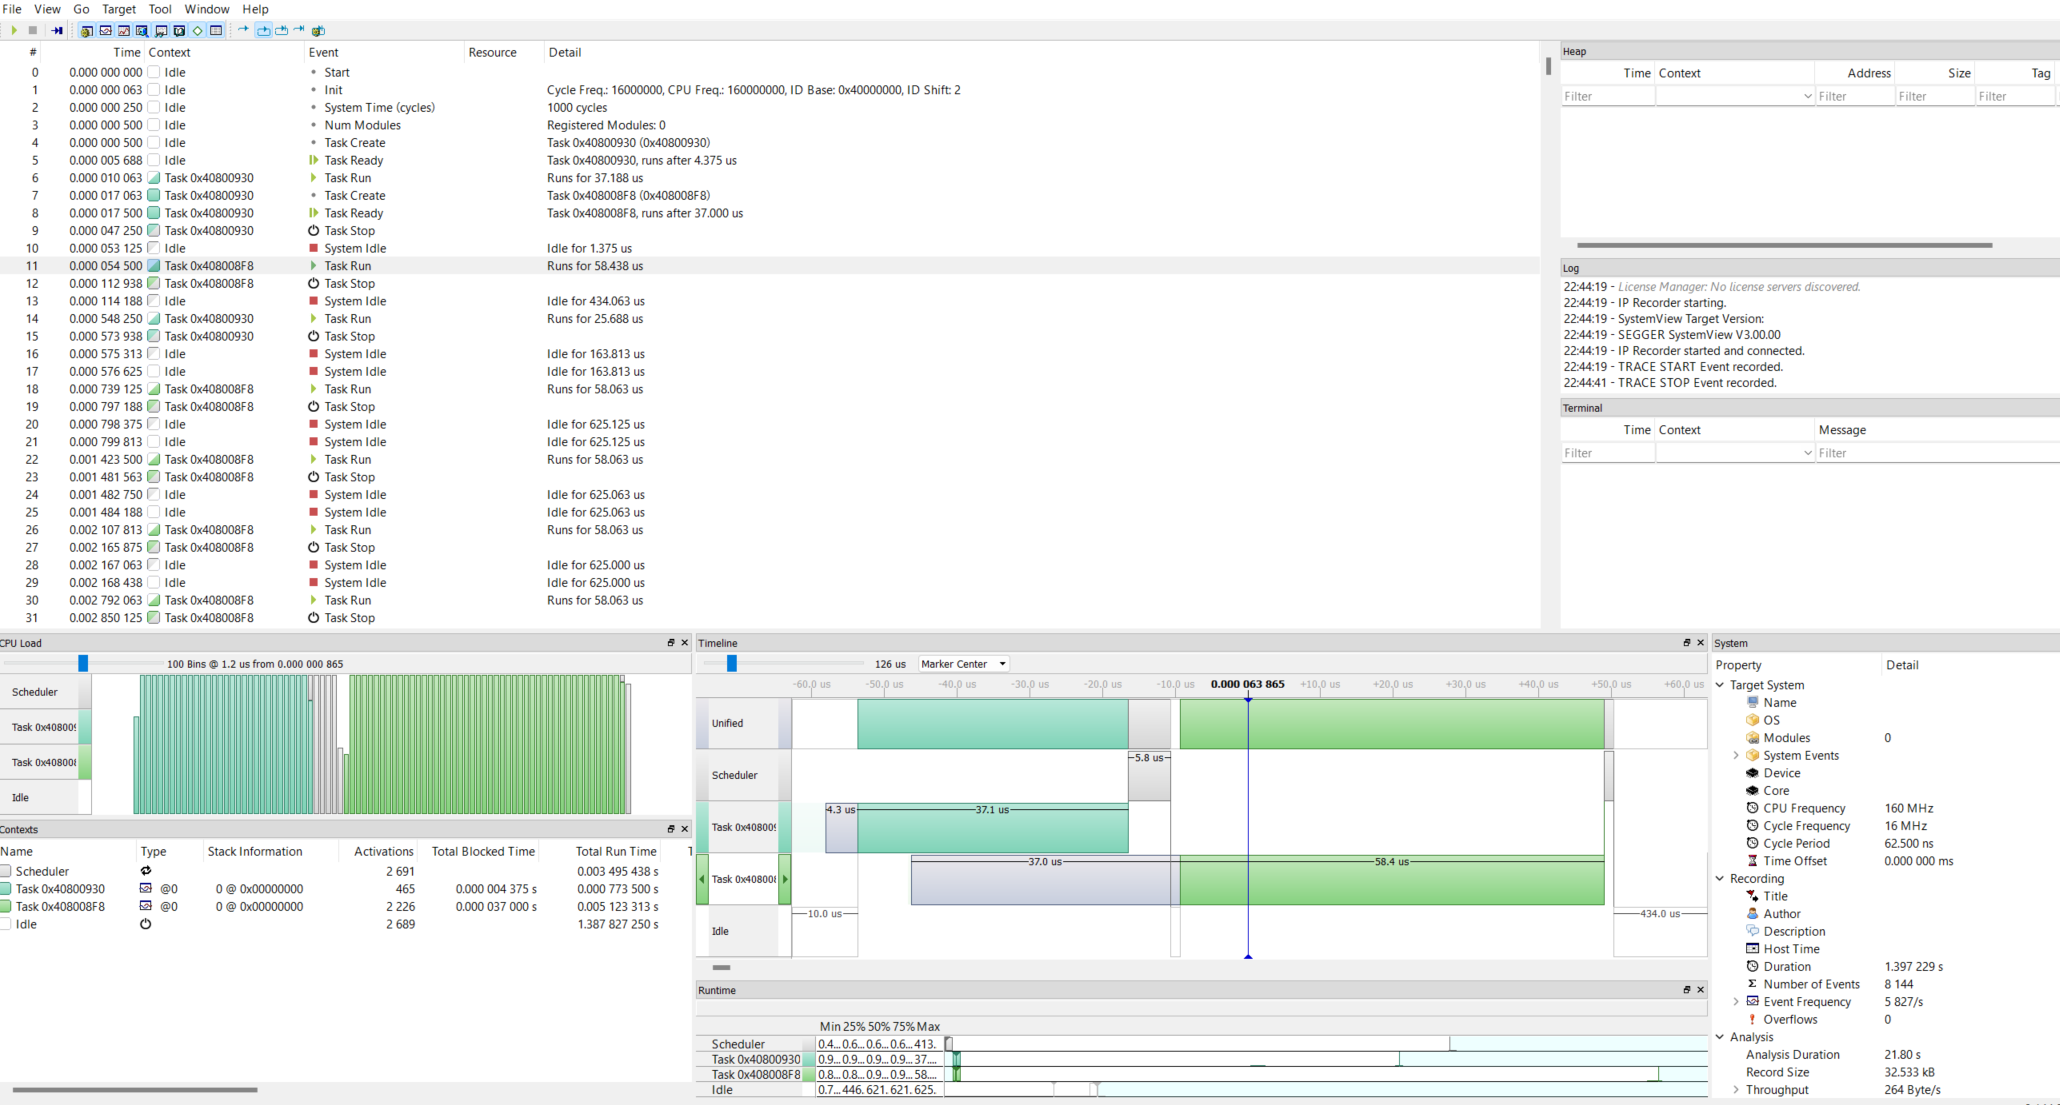 File View Go Target Tool Window Help
# Time Context Event Resource Detail
0 0.000 000 000 Idle Start
1 0.000 000 063 Idle Init Cycle Freq.: 16000000, CPU Freq.: 160000000, ID Base: 0x40000000, ID Shift: 2
2 0.000 000 250 Idle System Time (cycles) 1000 cycles
3 0.000 000 500 Idle Num Modules Registered Modules: 0
4 0.000 000 500 Idle Task Create Task 0x40800930 (0x40800930)
5 0.000 005 688 Idle Task Ready Task 0x40800930, runs after 4.375 us
6 0.000 010 063 Task 0x40800930 Task Run Runs for 37.188 us
7 0.000 017 063 Task 0x40800930 Task Create Task 0x408008F8 (0x408008F8)
8 0.000 017 500 Task 0x40800930 Task Ready Task 0x408008F8, runs after 37.000 us
9 0.000 047 250 Task 0x40800930 Task Stop
10 0.000 053 125 Idle System Idle Idle for 1.375 us
11 0.000 054 500 Task 0x408008F8 Task Run Runs for 58.438 us
12 0.000 112 938 Task 0x408008F8 Task Stop
13 0.000 114 188 Idle System Idle Idle for 434.063 us
14 0.000 548 250 Task 0x40800930 Task Run Runs for 25.688 us
15 0.000 573 938 Task 0x40800930 Task Stop
16 0.000 575 313 Idle System Idle Idle for 163.813 us
17 0.000 576 625 Idle System Idle Idle for 163.813 us
18 0.000 739 125 Task 0x408008F8 Task Run Runs for 58.063 us
19 0.000 797 188 Task 0x408008F8 Task Stop
20 0.000 798 375 Idle System Idle Idle for 625.125 us
21 0.000 799 813 Idle System Idle Idle for 625.125 us
22 0.001 423 500 Task 0x408008F8 Task Run Runs for 58.063 us
23 0.001 481 563 Task 0x408008F8 Task Stop
24 0.001 482 750 Idle System Idle Idle for 625.063 us
25 0.001 484 188 Idle System Idle Idle for 625.063 us
26 0.002 107 813 Task 0x408008F8 Task Run Runs for 58.063 us
27 0.002 165 875 Task 0x408008F8 Task Stop
28 0.002 167 063 Idle System Idle Idle for 625.000 us
29 0.002 168 438 Idle System Idle Idle for 625.000 us
30 0.002 792 063 Task 0x408008F8 Task Run Runs for 58.063 us
31 0.002 850 125 Task 0x408008F8 Task Stop
Heap
Time Context Address Size Tag
Filter Filter Filter Filter
Log
22:44:19 - License Manager: No license servers discovered.
22:44:19 - IP Recorder starting.
22:44:19 - SystemView Target Version:
22:44:19 - SEGGER SystemView V3.00.00
22:44:19 - IP Recorder started and connected.
22:44:19 - TRACE START Event recorded.
22:44:41 - TRACE STOP Event recorded.
Terminal
Time Context Message
Filter Filter
CPU Load
100 Bins @ 1.2 us from 0.000 000 865
Scheduler
Task 0x408009
Task 0x408008
Idle
Contexts
Name Type Stack Information Activations Total Blocked Time Total Run Time T
Scheduler 2 691 0.003 495 438 s
Task 0x40800930 @0 0 @ 0x00000000 465 0.000 004 375 s 0.000 773 500 s
Task 0x408008F8 @0 0 @ 0x00000000 2 226 0.000 037 000 s 0.005 123 313 s
Idle 2 689 1.387 827 250 s
Timeline
126 us Marker Center
-60.0 us -50.0 us -40.0 us -30.0 us -20.0 us -10.0 us 0.000 063 865 +10.0 us +20.0 us +30.0 us +40.0 us +50.0 us +60.0 us
Unified
Scheduler 5.8 us
Task 0x408009 4.3 us 37.1 us
Task 0x408008 37.0 us 58.4 us
Idle 10.0 us 434.0 us
Runtime
Min 25% 50% 75% Max
Scheduler 0.4... 0.6... 0.6... 0.6... 413.
Task 0x40800930 0.9... 0.9... 0.9... 0.9... 37....
Task 0x408008F8 0.8... 0.8... 0.9... 0.9... 58....
Idle 0.7... 446. 621. 621. 625.
System
Property Detail
Target System
Name
OS
Modules 0
System Events
Device
Core
CPU Frequency 160 MHz
Cycle Frequency 16 MHz
Cycle Period 62.500 ns
Time Offset 0.000 000 ms
Recording
Title
Author
Description
Host Time
Duration 1.397 229 s
Number of Events 8 144
Event Frequency 5 827/s
Overflows 0
Analysis
Analysis Duration 21.80 s
Record Size 32.533 kB
Throughput 264 Byte/s